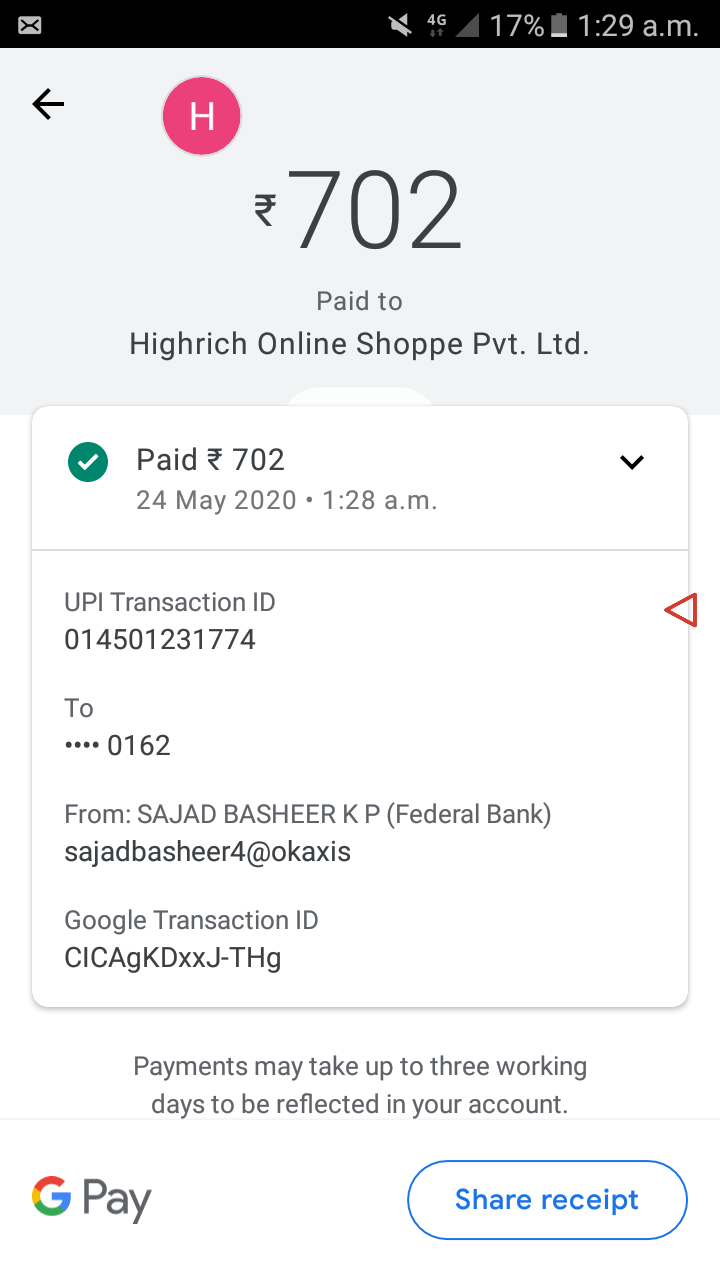 4G 17% 1:29 a.m.
H
₹702
Paid to
Highrich Online Shoppe Pvt. Ltd.
Paid ₹ 702
24 May 2020 • 1:28 a.m.
UPI Transaction ID
014501231774
To
•••• 0162
From: SAJAD BASHEER K P (Federal Bank)
sajadbasheer4@okaxis
Google Transaction ID
CICAgKDxxJ-THg
Payments may take up to three working
days to be reflected in your account.
G Pay
Share receipt